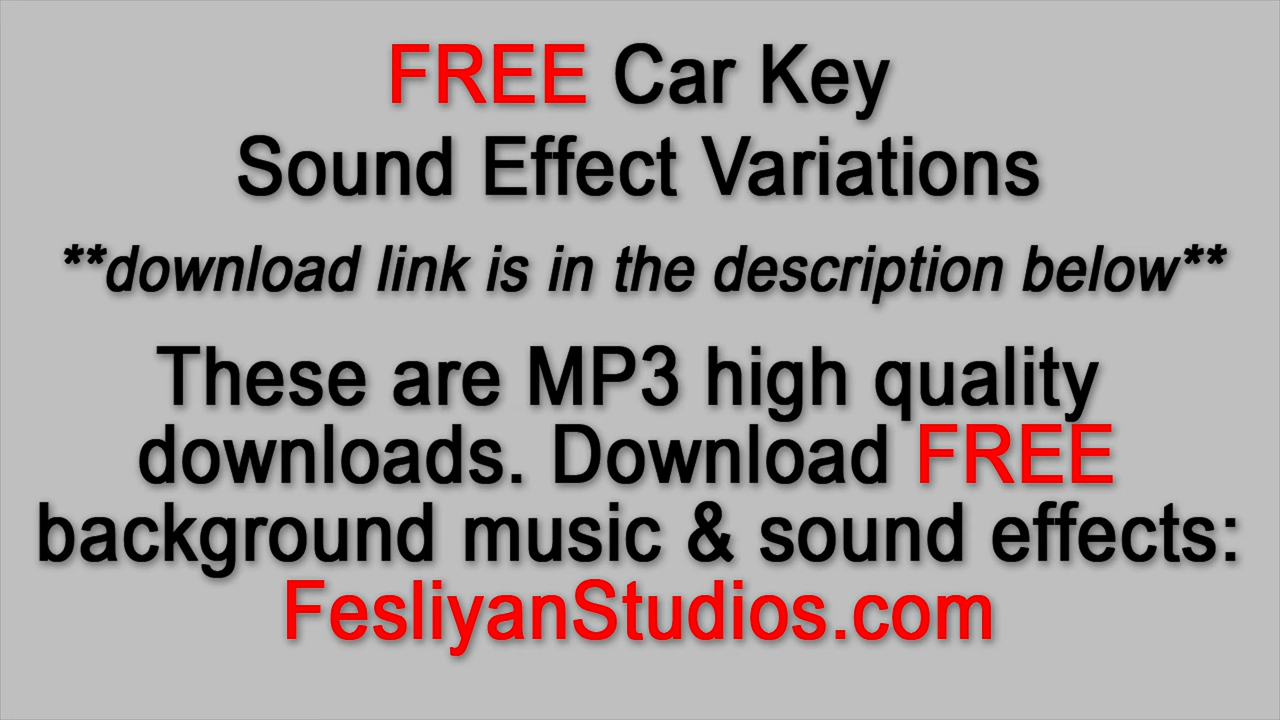 FREE Car Key
Sound Effect Variations
**download link is in the description below**
These are MP3 high quality
downloads. Download FREE
background music & sound effects:
FesliyanStudios.com